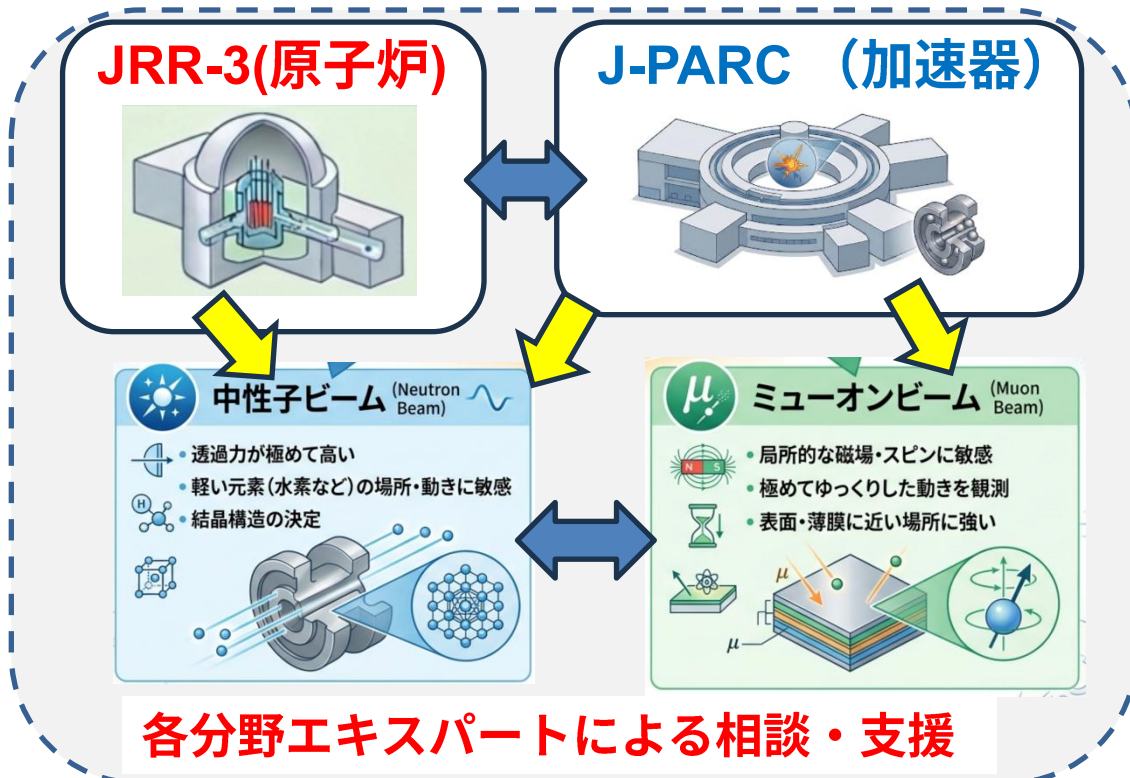 JRR-3(原子炉)
J-PARC （加速器）
中性子ビーム (Neutron Beam)
• 透過力が極めて高い
• 軽い元素（水素など）の場所・動きに敏感
H
• 結晶構造の決定
μ
ミューオンビーム (Muon Beam)
N S
• 局所的な磁場・スピンに敏感
• 極めてゆっくりした動きを観測
• 表面・薄膜に近い場所に強い
μ
μ
各分野エキスパートによる相談・支援